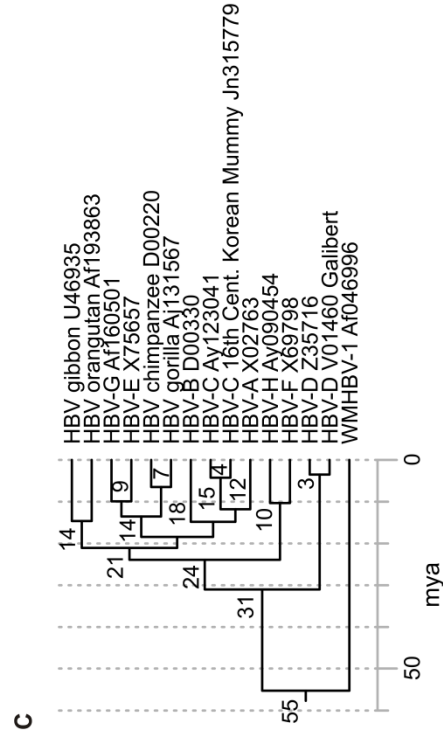 C
HBV gibbon U46935
HBV orangutan Af193863
HBV-G Af160501
HBV-E X75657
HBV chimpanzee D00220
HBV gorilla Aj131567
HBV-B D00330
HBV-C Ay123041
HBV-C 16th Cent. Korean Mummy Jn315779
HBV-A X02763
HBV-H Ay090454
HBV-F X69798
HBV-D Z35716
HBV-D V01460 Galibert
WMHBV-1 Af046996
14
9
7
14
18
4
15
12
21
10
24
3
31
55
50
0
mya